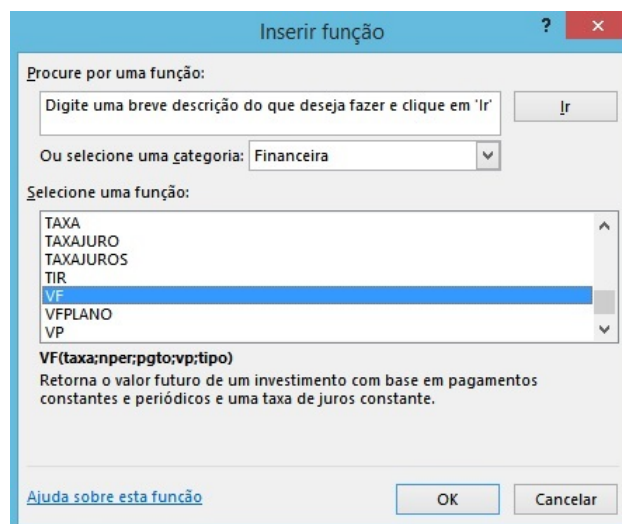 Inserir função
?
Procure por uma função:
Digite uma breve descrição do que deseja fazer e clique em 'Ir'
Ir
Ou selecione uma categoria: Financeira
Selecione uma função:
TAXA
TAXAJURO
TAXAJUROS
TIR
VF
VFPLANO
VP
VF(taxa;nper;pgto;vp;tipo)
Retorna o valor futuro de um investimento com base em pagamentos
constantes e periódicos e uma taxa de juros constante.
Ajuda sobre esta função
OK
Cancelar